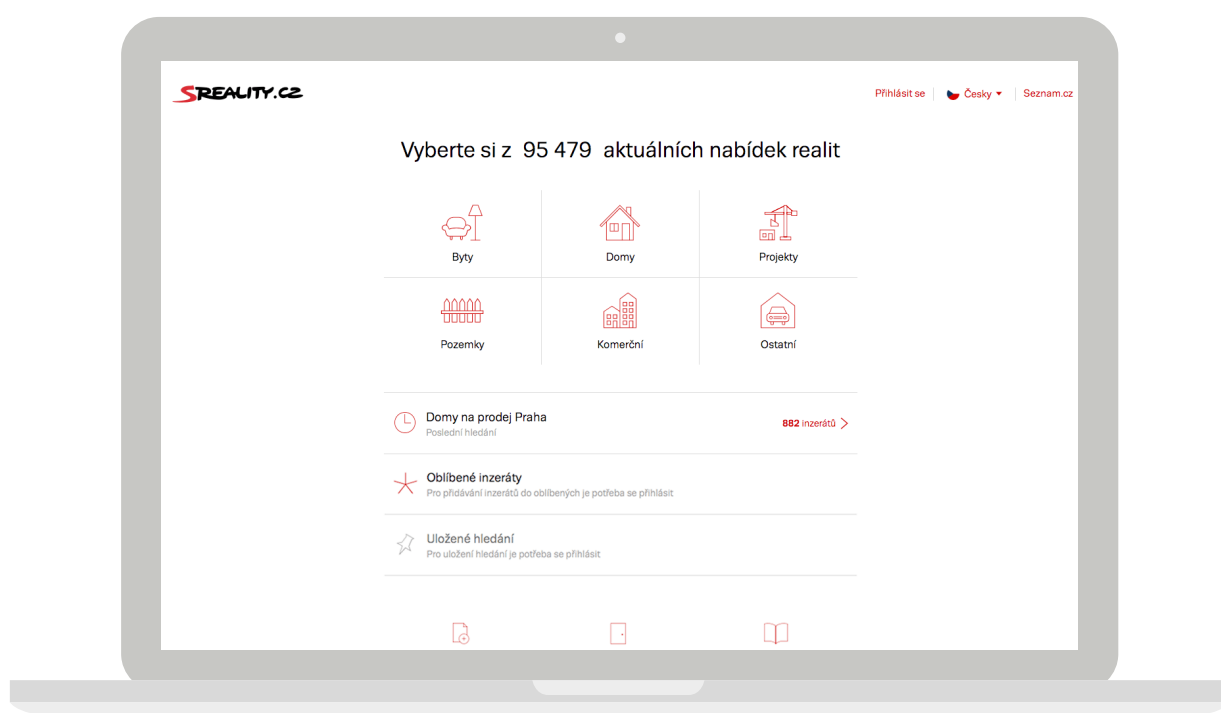 SREALITY.CZ
Přihlásit se
Česky
Seznam.cz
Vyberte si z 95 479 aktuálních nabídek realit
Byty
Domy
Projekty
Pozemky
Komerční
Ostatní
Domy na prodej Praha
Poslední hledání
882 inzerátů
Oblíbené inzeráty
Pro přidávání inzerátů do oblíbených je potřeba se přihlásit
Uložené hledání
Pro uložení hledání je potřeba se přihlásit